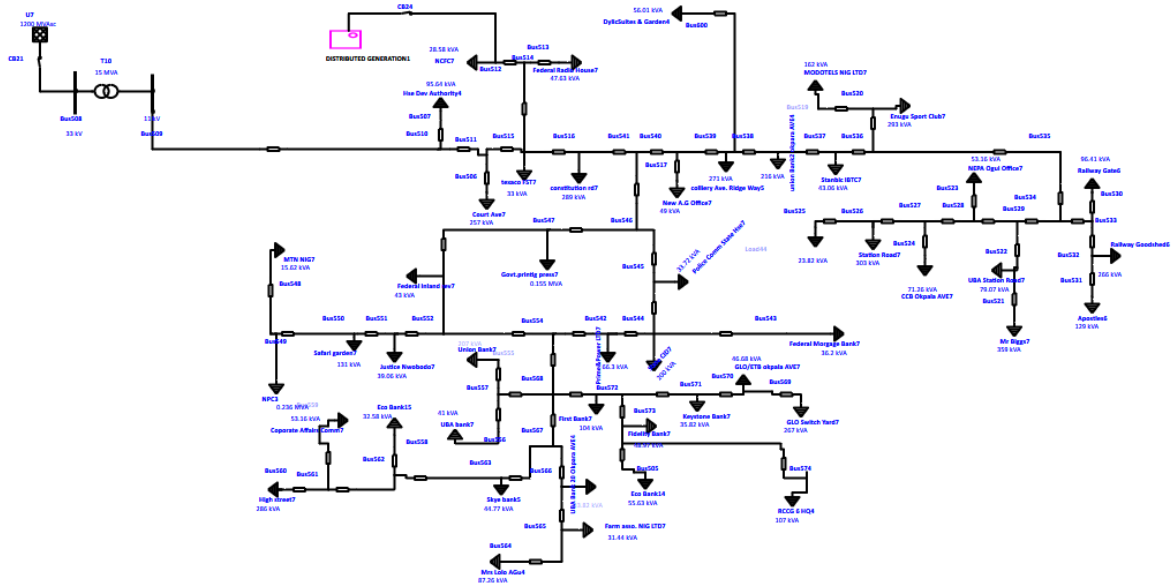 U7
1200 MVAsc
CB21
T10
15 MVA
Bus508
33 kV
Bus509
CB24
DISTRIBUTED GENERATION1
28.58 kVA
NCFC7
Bus512
Bus514
Bus513
Federal Radio House7
47.63 kVA
95.64 kVA
Hse Dev Authority4
Bus507
Bus510
Bus511
Bus515
Bus506
Court Ave7
257 kVA
texaco FST7
33 kVA
Bus516
constitution rd7
289 kVA
Bus541
Bus540
Bus517
New A.G Office7
49 kVA
Bus539
colliery Ave. Ridge Way5
271 kVA
Bus538
216 kVA
56.01 kVA
Bus600
162 kVA
MODOTELS NIG LTD7
Bus519
Bus520
Enugu Sport Club7
293 kVA
Bus537
Bus536
Stanbic IBTC7
43.06 kVA
Bus535
53.16 kVA
NEPA Ogui Office7
96.41 kVA
Railway Gate6
Bus530
Bus523
Bus534
Bus525
Bus526
Bus527
Bus528
Bus529
Bus533
23.82 kVA
Station Road7
303 kVA
Bus524
CCB Okpala AVE7
71.26 kVA
Bus522
UBA Station Road7
79.07 kVA
Bus521
Mr Biggs7
359 kVA
Bus532
Railway Goodshed6
266 kVA
Bus531
Apostles6
129 kVA
Bus547
Bus546
Govt.printig press7
0.155 MVA
Bus545
33.72 kVA
Police Comm.State Hse7
Load44
MTN NIG7
15.62 kVA
Bus548
43 kVA
Bus549
Bus550
Bus551
Bus552
Bus554
Bus542
Bus544
Bus543
Safari garden7
131 kVA
Justice Nwobodo7
39.06 kVA
66.3 kVA
200 kVA
Federal Morgage Bank7
36.2 kVA
NPC3
0.236 MVA
Union Bank7
Bus555
Bus557
Bus568
41 kVA
UBA bank7
First Bank7
104 kVA
Bus572
Bus571
Bus570
Bus569
46.68 kVA
GLO/ETB okpala AVE7
Keystone Bank7
35.82 kVA
GLO Switch Yard7
267 kVA
Bus573
Fidelity Bank7
Bus505
Eco Bank14
55.63 kVA
Bus574
RCCG 6 HQ4
107 kVA
53.16 kVA
Coporate Affairs Comm7
Eco Bank15
32.58 kVA
Bus558
Bus560
Bus561
Bus562
Bus563
High street7
286 kVA
Skye bank5
44.77 kVA
Bus567
Bus566
Bus565
Farm asso. NIG LTD7
31.44 kVA
Bus564
Mrs Lolo AGu4
87.26 kVA